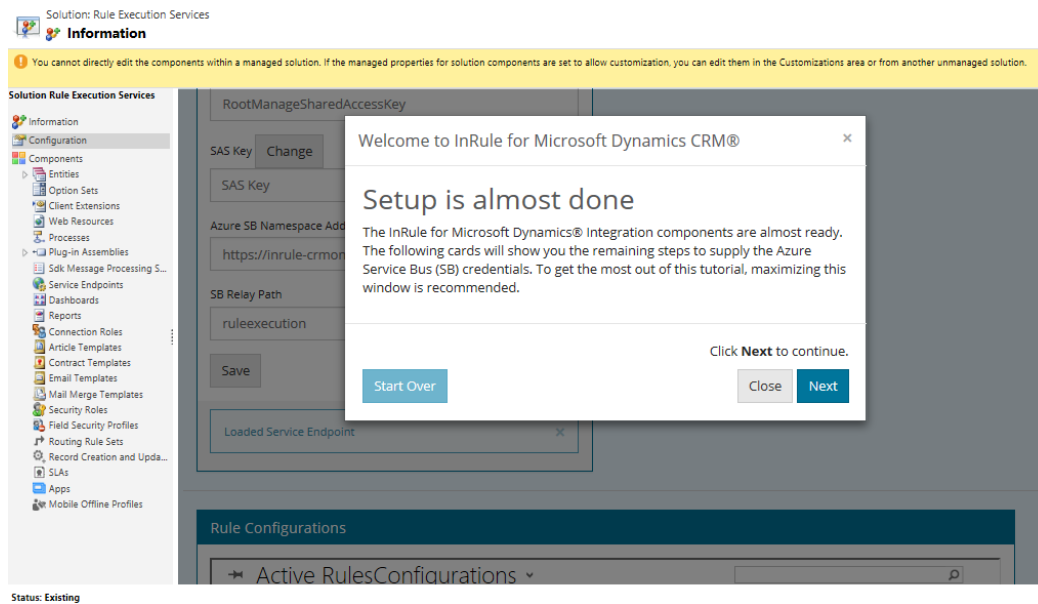 Solution: Rule Execution Services
Information
You cannot directly edit the components within a managed solution. If the managed properties for solution components are set to allow customization, you can edit them in the Customizations area or from another unmanaged solution.
Solution Rule Execution Services
Information
Configuration
Components
Entities
Option Sets
Client Extensions
Web Resources
Processes
Plug-in Assemblies
Sdk Message Processing S...
Service Endpoints
Dashboards
Reports
Connection Roles
Article Templates
Contract Templates
Email Templates
Mail Merge Templates
Security Roles
Field Security Profiles
Routing Rule Sets
Record Creation and Upda...
SLAs
Apps
Mobile Offline Profiles
RootManageSharedAccessKey
SAS Key Change
SAS Key
Azure SB Namespace Add
https://inrule-crmon
SB Relay Path
ruleexecution
Save
Loaded Service Endpoint ×
Welcome to InRule for Microsoft Dynamics CRM® ×
Setup is almost done
The InRule for Microsoft Dynamics® Integration components are almost ready.
The following cards will show you the remaining steps to supply the Azure
Service Bus (SB) credentials. To get the most out of this tutorial, maximizing this
window is recommended.
Click Next to continue.
Start Over Close Next
Rule Configurations
Active RulesConfigurations
Status: Existing